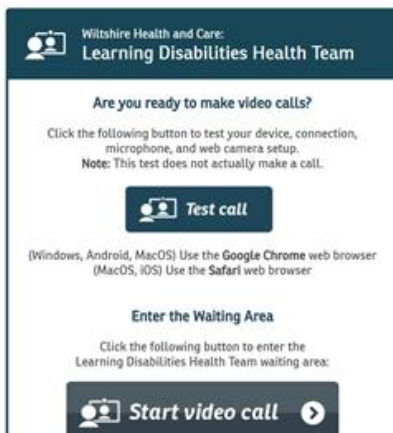 Wiltshire Health and Care:
Learning Disabilities Health Team
Are you ready to make video calls?
Click the following button to test your device, connection,
microphone, and web camera setup.
Note: This test does not actually make a call.
Test call
(Windows, Android, MacOS) Use the Google Chrome web browser
(MacOS, iOS) Use the Safari web browser
Enter the Waiting Area
Click the following button to enter the
Learning Disabilities Health Team waiting area:
Start video call